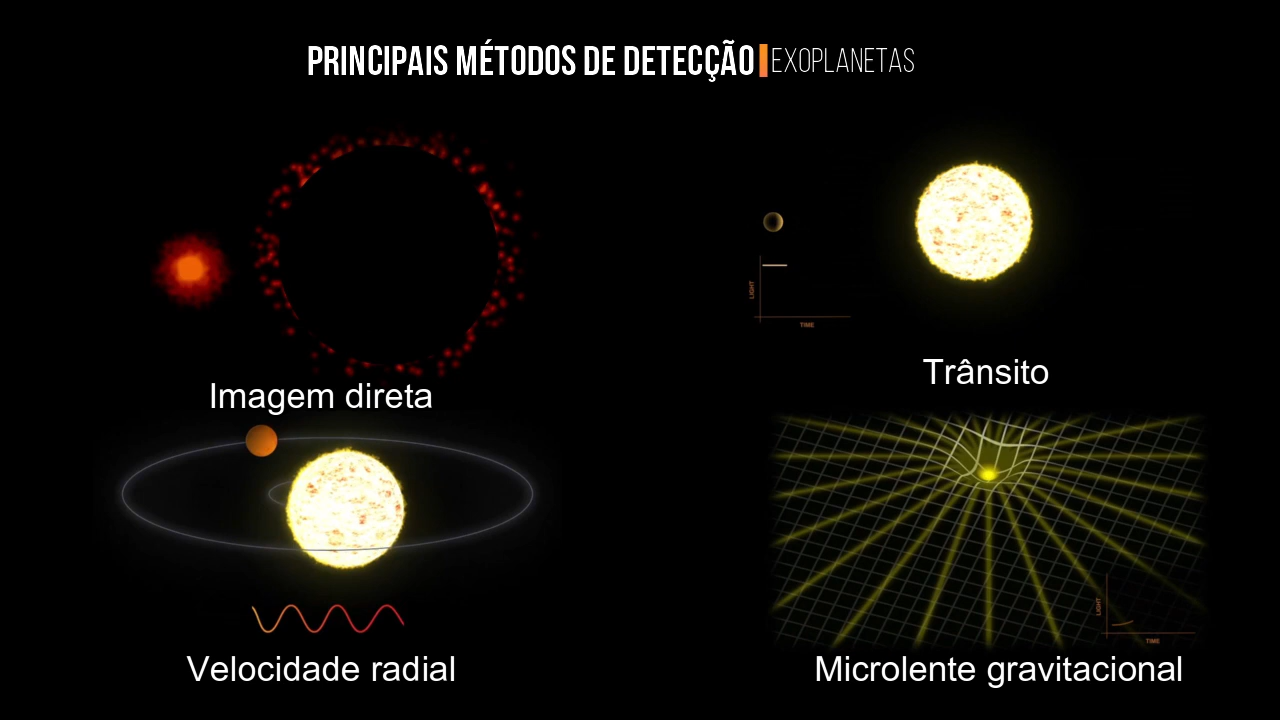 PRINCIPAIS MÉTODOS DE DETECÇÃO EXOPLANETAS
LIGHT
TIME
Imagem direta
Trânsito
LIGHT
TIME
Velocidade radial
Microlente gravitacional